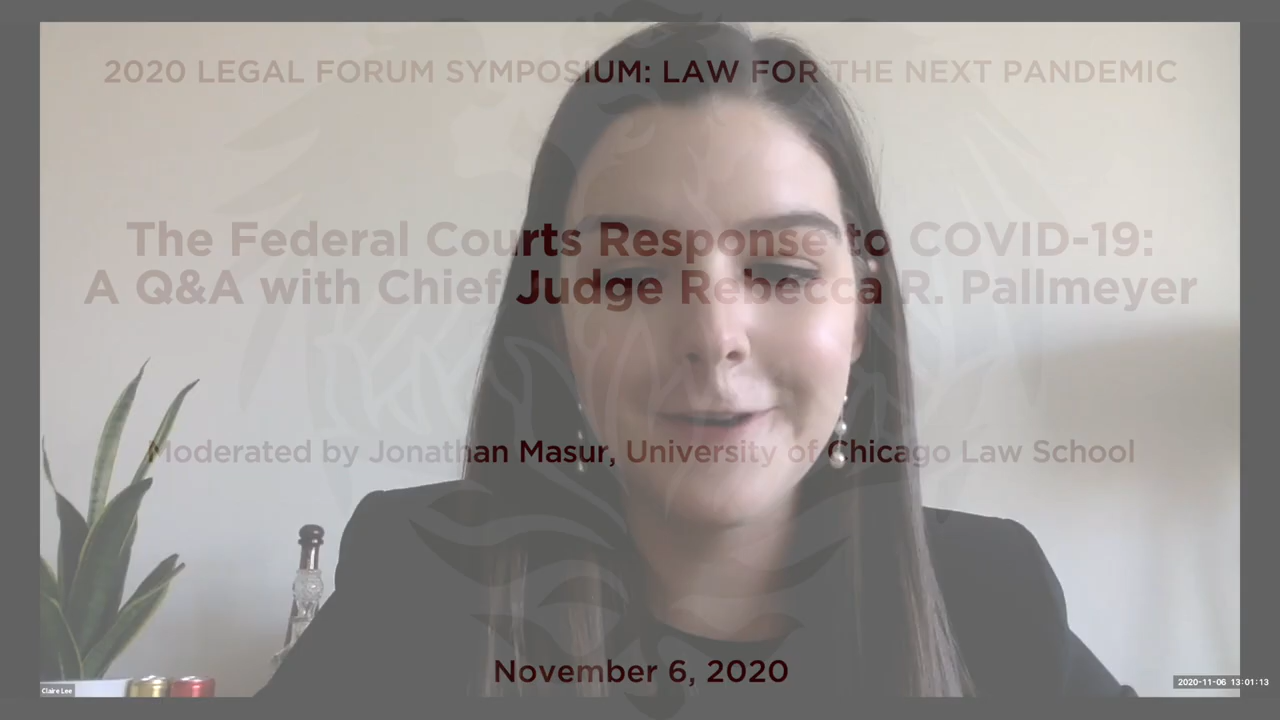 2020 LEGAL FORUM SYMPOSIUM: LAW FOR THE NEXT PANDEMIC
The Federal Courts Response to COVID-19:
A Q&A with Chief Judge Rebecca R. Pallmeyer
Moderated by Jonathan Masur, University of Chicago Law School
November 6, 2020
Claire Lee
2020-11-06 13:01:13